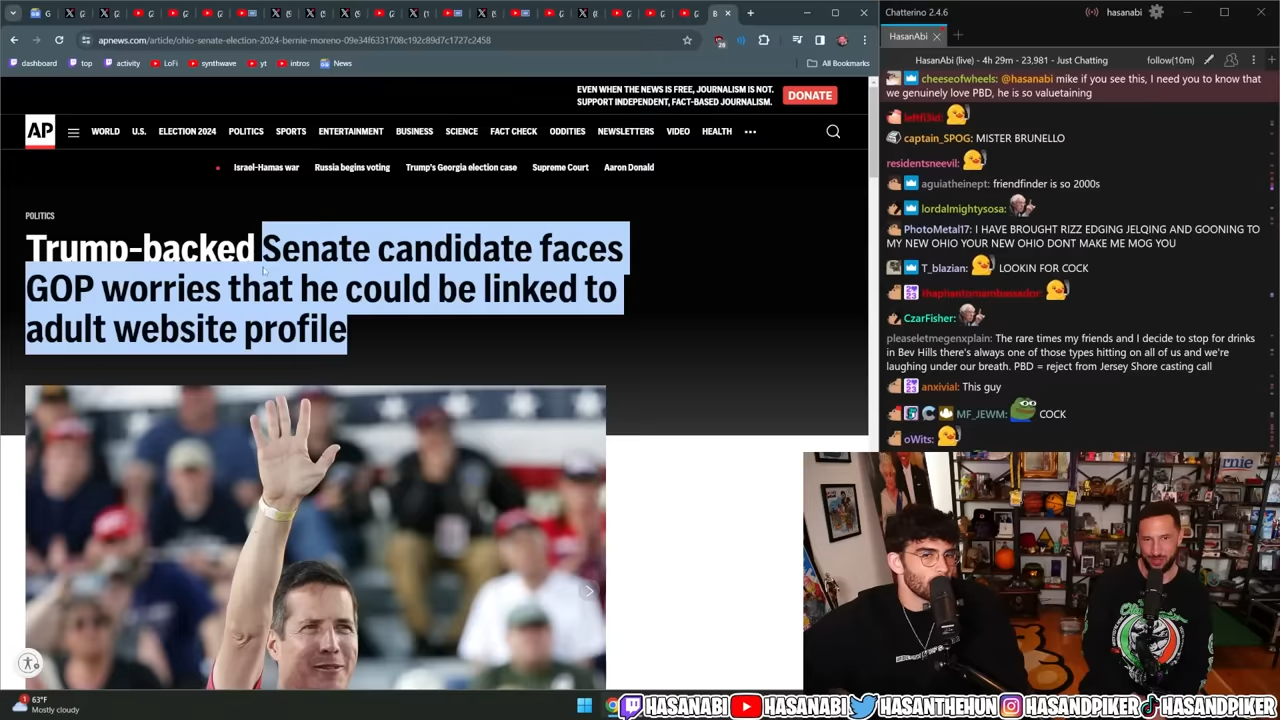 apnews.com/article/ohio-senate-election-2024-bernie-moreno-09e34f6331708c192c89d7c1727c2458
28
dashboard
top
activity
LoFi
synthwave
yt
intros
News
All Bookmarks
EVEN WHEN THE NEWS IS FREE, JOURNALISM IS NOT.
SUPPORT INDEPENDENT, FACT-BASED JOURNALISM.
DONATE
AP
WORLD U.S. ELECTION 2024 POLITICS SPORTS ENTERTAINMENT BUSINESS SCIENCE FACT CHECK ODDITIES NEWSLETTERS VIDEO HEALTH •••
Israel-Hamas war Russia begins voting Trump's Georgia election case Supreme Court Aaron Donald
POLITICS
Trump-backed Senate candidate faces
GOP worries that he could be linked to
adult website profile
1
63°F
Mostly cloudy
Chatterino 2.4.6
hasanabi
HasanAbi
HasanAbi (live) - 4h 29m - 23,981 - Just Chatting
follow(10m)
cheeseofwheels: @hasanabi mike if you see this, I need you to know that
we genuinely love PBD, he is so valuetaining
captain_SPOG: MISTER BRUNELLO
residentsneevil:
aguiatheinept: friendfinder is so 2000s
lordalmightysosa:
PhotoMetal17: I HAVE BROUGHT RIZZ EDGING JELQING AND GOONING TO
MY NEW OHIO YOUR NEW OHIO DONT MAKE ME MOG YOU
T_blazian: LOOKIN FOR COCK
CzarFisher:
pleaseletmegenxplain: The rare times my friends and I decide to stop for drinks
in Bev Hills there's always one of those types hitting on all of us and we're
laughing under our breath. PBD = reject from Jersey Shore casting call
anxivial: This guy
MF_JEWM: COCK
oWits:
HASANABI HASANABI HASANTHEHUN HASANDPIKER HASANDPIKER